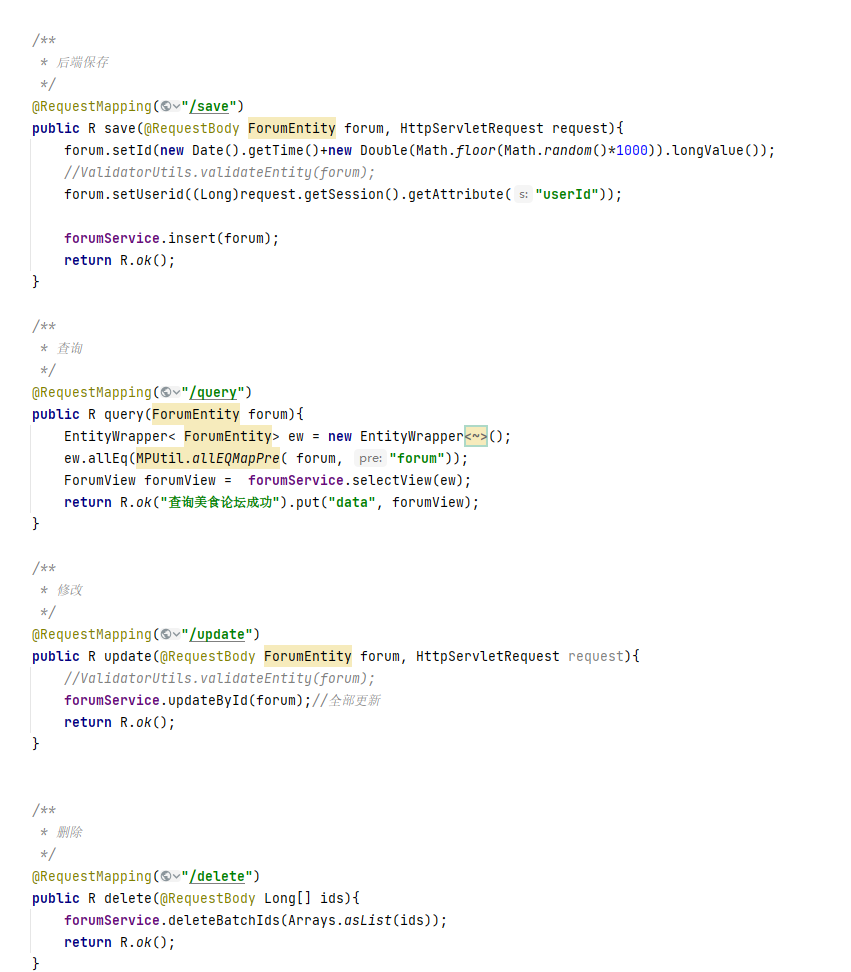 /**
 * 后端保存
 */
@RequestMapping("/save")
public R save(@RequestBody ForumEntity forum, HttpServletRequest request){
    forum.setId(new Date().getTime()+new Double(Math.floor(Math.random()*1000)).longValue());
    //ValidatorUtils.validateEntity(forum);
    forum.setUserid((Long)request.getSession().getAttribute( s: "userId"));
    forumService.insert(forum);
    return R.ok();
}
/**
 * 查询
 */
@RequestMapping("/query")
public R query(ForumEntity forum){
    EntityWrapper< ForumEntity> ew = new EntityWrapper<~>();
    ew.allEq(MPUtil.allEQMapPre( forum, pre: "forum"));
    ForumView forumView =  forumService.selectView(ew);
    return R.ok("查询美食论坛成功").put("data", forumView);
}
/**
 * 修改
 */
@RequestMapping("/update")
public R update(@RequestBody ForumEntity forum, HttpServletRequest request){
    //ValidatorUtils.validateEntity(forum);
    forumService.updateById(forum);//全部更新
    return R.ok();
}
/**
 * 删除
 */
@RequestMapping("/delete")
public R delete(@RequestBody Long[] ids){
    forumService.deleteBatchIds(Arrays.asList(ids));
    return R.ok();
}